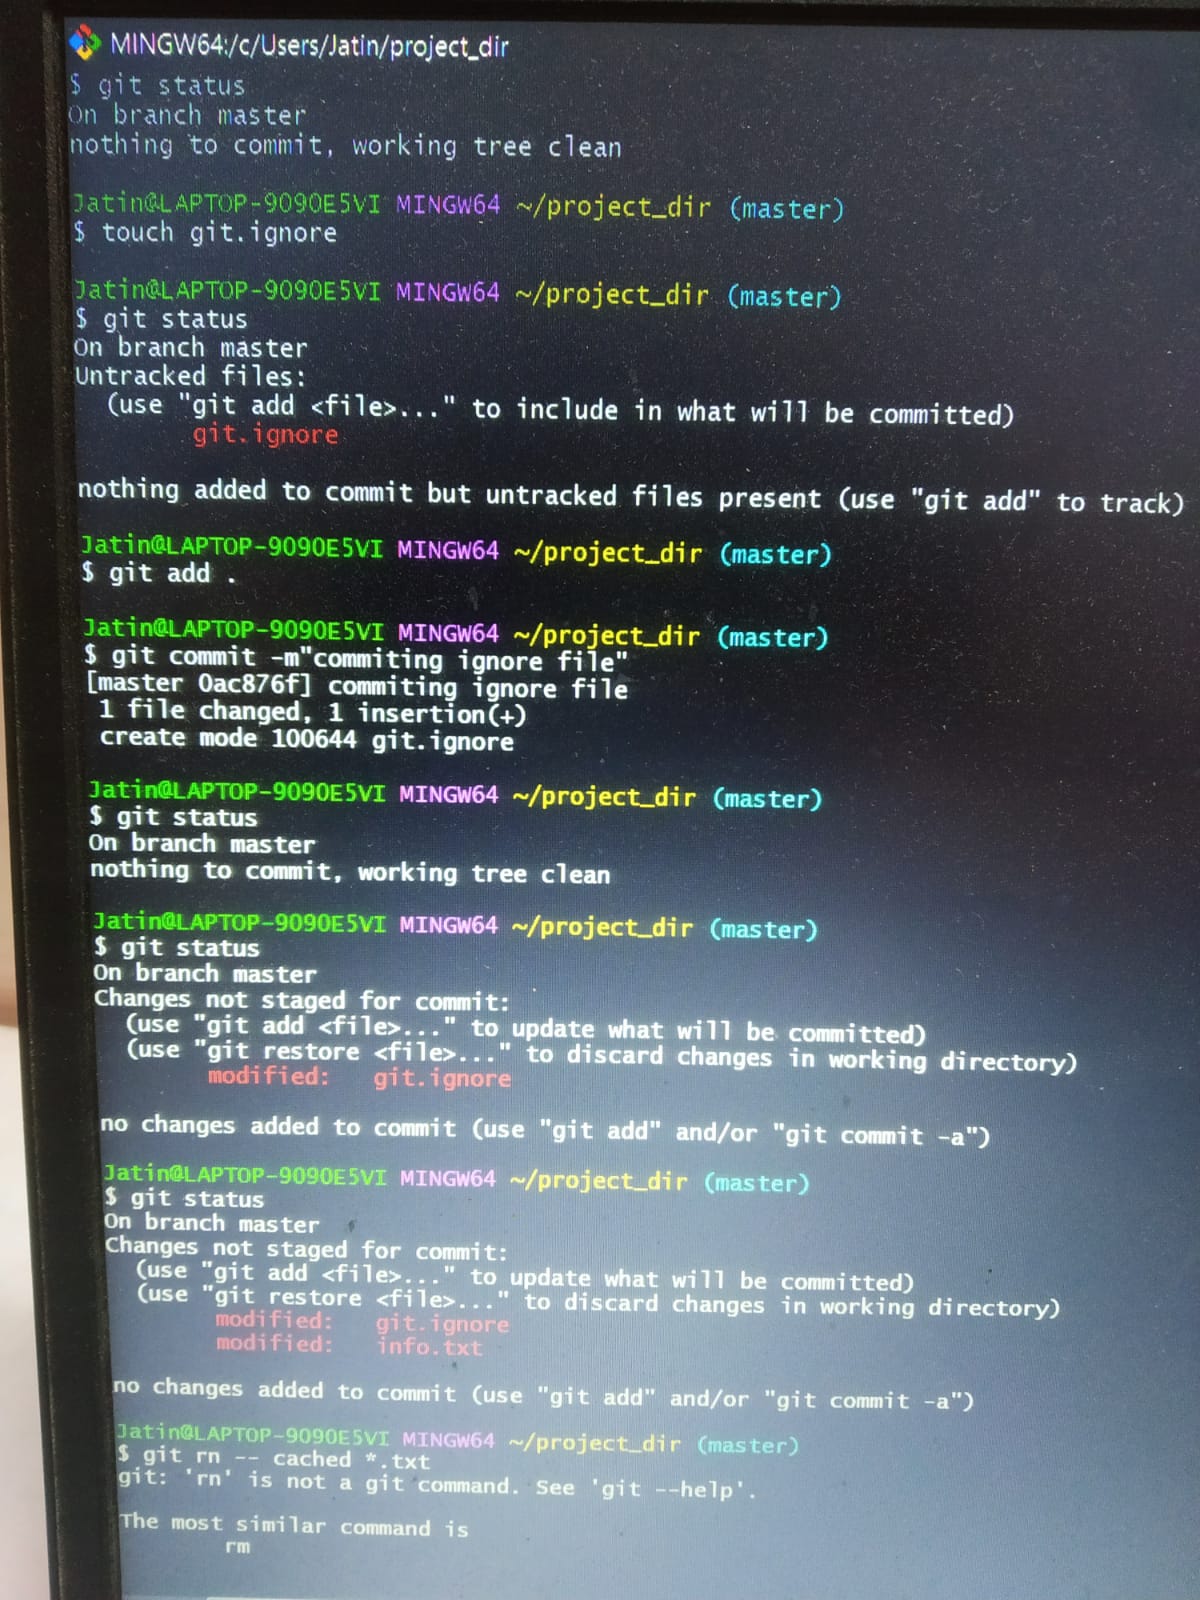 MINGW64:/c/Users/Jatin/project_dir
$ git status
On branch master
nothing to commit, working tree clean
Jatin@LAPTOP-9090E5VI MINGW64 ~/project_dir (master)
$ touch git.ignore
Jatin@LAPTOP-9090E5VI MINGW64 ~/project_dir (master)
$ git status
On branch master
Untracked files:
(use "git add <file>..." to include in what will be committed)
git.ignore
nothing added to commit but untracked files present (use "git add" to track)
Jatin@LAPTOP-9090E5VI MINGW64 ~/project_dir (master)
$ git add .
Jatin@LAPTOP-9090E5VI MINGW64 ~/project_dir (master)
$ git commit -m"commiting ignore file"
[master 0ac876f] commiting ignore file
1 file changed, 1 insertion(+)
create mode 100644 git.ignore
Jatin@LAPTOP-9090E5VI MINGW64 ~/project_dir (master)
$ git status
On branch master
nothing to commit, working tree clean
Jatin@LAPTOP-9090E5VI MINGW64 ~/project_dir (master)
$ git status
On branch master
Changes not staged for commit:
(use "git add <file>..." to update what will be committed)
(use "git restore <file>..." to discard changes in working directory)
modified: git.ignore
no changes added to commit (use "git add" and/or "git commit -a")
Jatin@LAPTOP-9090E5VI MINGW64 ~/project_dir (master)
$ git status
On branch master
Changes not staged for commit:
(use "git add <file>..." to update what will be committed)
(use "git restore <file>..." to discard changes in working directory)
modified: git.ignore
modified: info.txt
no changes added to commit (use "git add" and/or "git commit -a")
Jatin@LAPTOP-9090E5VI MINGW64 ~/project_dir (master)
$ git rn -- cached *.txt
git: 'rn' is not a git command. See 'git --help'.
The most similar command is
rm